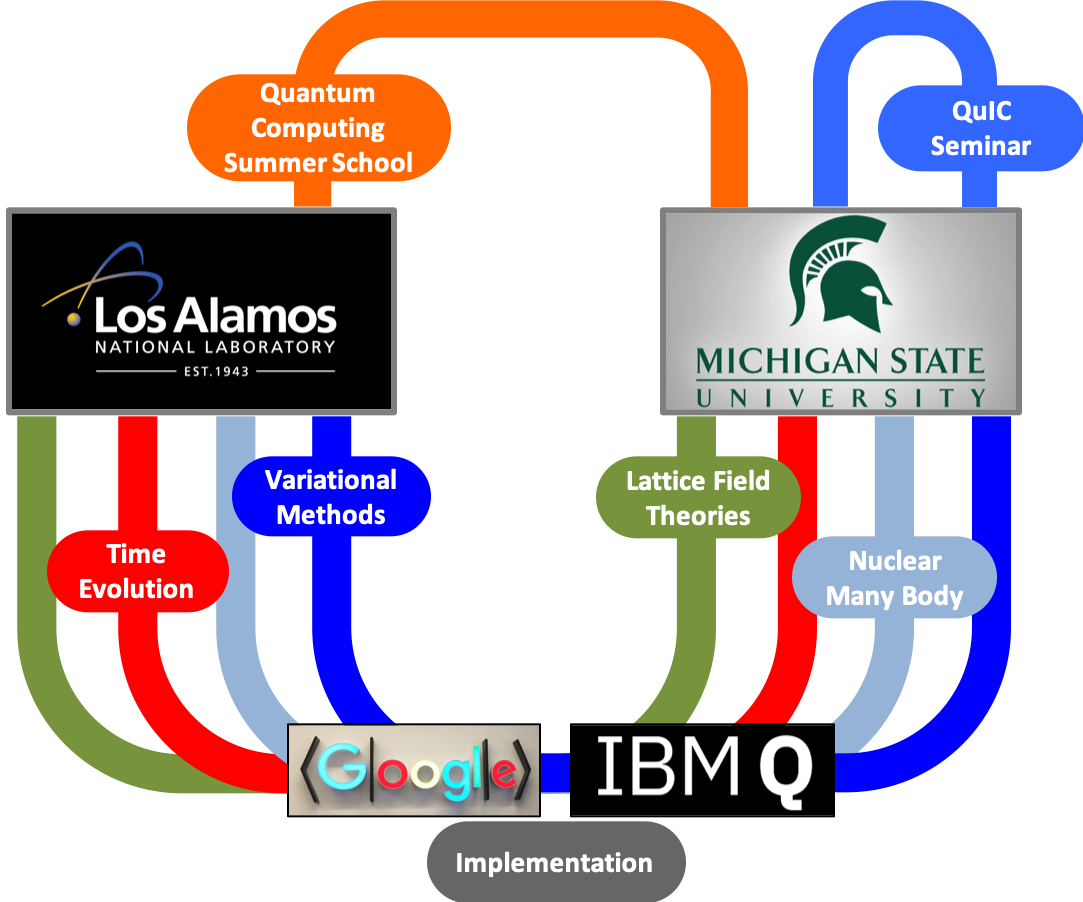 Quantum
Computing
Summer School
QuIC
Seminar
Los Alamos
NATIONAL LABORATORY
EST.1943
MICHIGAN STATE
UNIVERSITY
Variational
Methods
Lattice Field
Theories
Time
Evolution
Nuclear
Many Body
<G|oogl|e>
IBM Q
Implementation